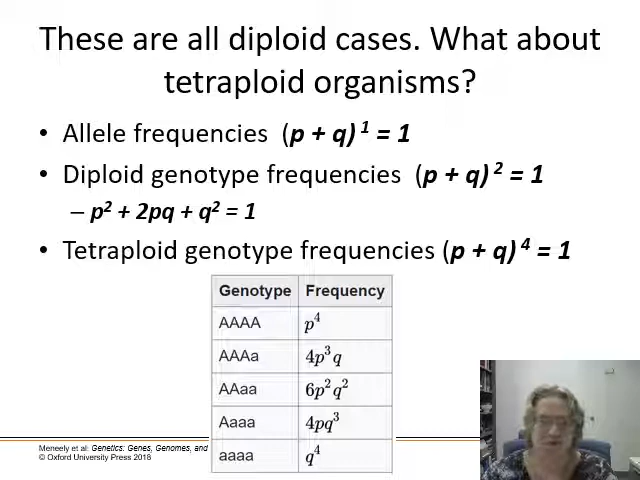 These are all diploid cases. What about
tetraploid organisms?
• Allele frequencies (p + q)¹ = 1
• Diploid genotype frequencies (p + q)² = 1
– p² + 2pq + q² = 1
• Tetraploid genotype frequencies (p + q)⁴ = 1
Genotype Frequency
AAAA p⁴
AAAa 4p³q
AAaa 6p²q²
Aaaa 4pq³
aaaa q⁴
Meneely et al: Genetics: Genes, Genomes, and
© Oxford University Press 2018